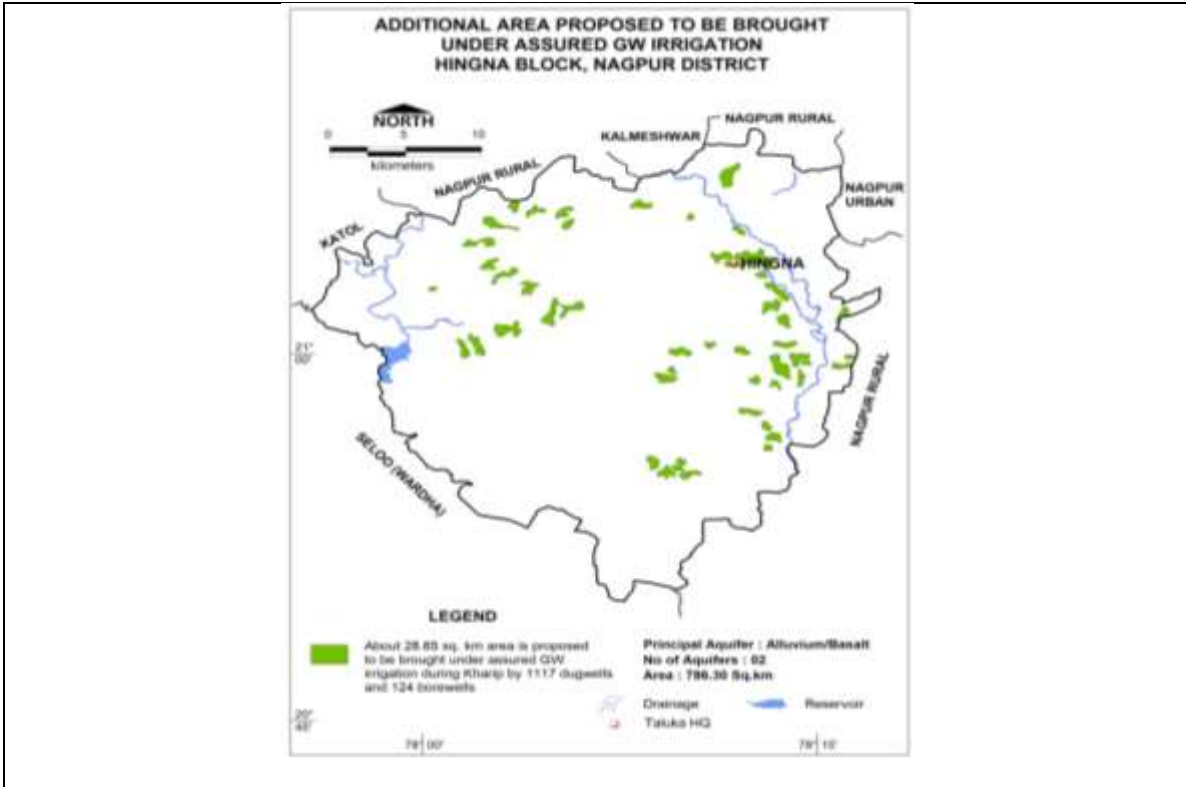 ADDITIONAL AREA PROPOSED TO BE BROUGHT
UNDER ASSURED GW IRRIGATION
HINGNA BLOCK, NAGPUR DISTRICT
NORTH
0 5 10
kilometers
NAGPUR RURAL
KALMESHWAR
NAGPUR RURAL
NAGPUR
URBAN
KATOL
HINGNA
21°
00'
NAGPUR RURAL
SELOO (WARDHA)
LEGEND
About 28.65 sq. km area is proposed
to be brought under assured GW
irrigation during Kharip by 1117 dugwells
and 124 borewells
Principal Aquifer : Alluvium/Basalt
No of Aquifers : 02
Area : 786.30 Sq.km
Drainage
Reservoir
Taluka HQ
20°
78° 00'
78° 10'